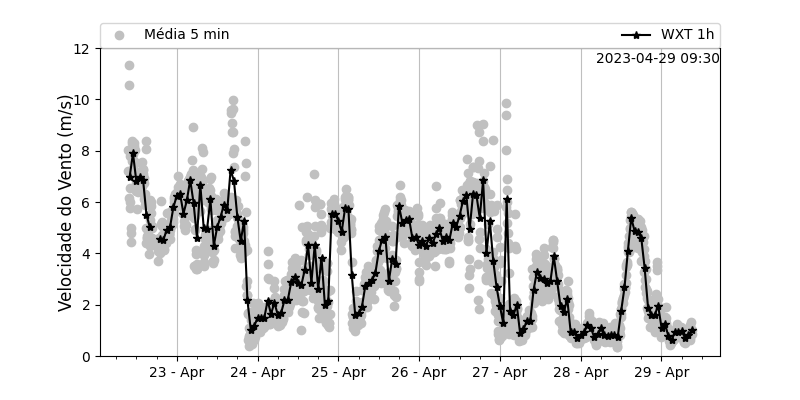 Média 5 min
WXT 1h
2023-04-29 09:30
Velocidade do Vento (m/s)
12
10
8
6
4
2
0
23 - Apr
24 - Apr
25 - Apr
26 - Apr
27 - Apr
28 - Apr
29 - Apr